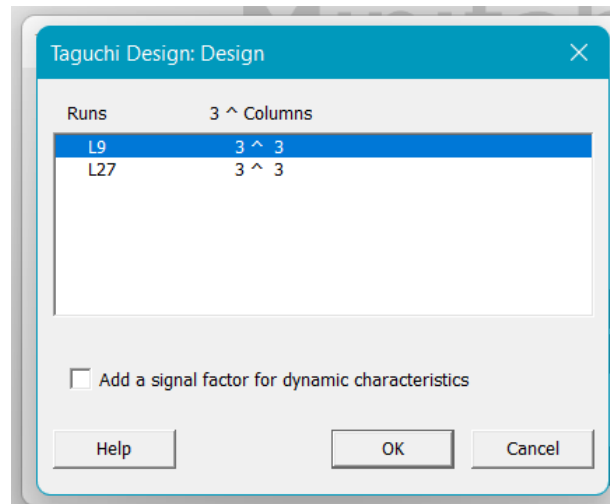 Taguchi Design: Design
Runs 3 ^ Columns
L9 3 ^ 3
L27 3 ^ 3
Add a signal factor for dynamic characteristics
Help OK Cancel